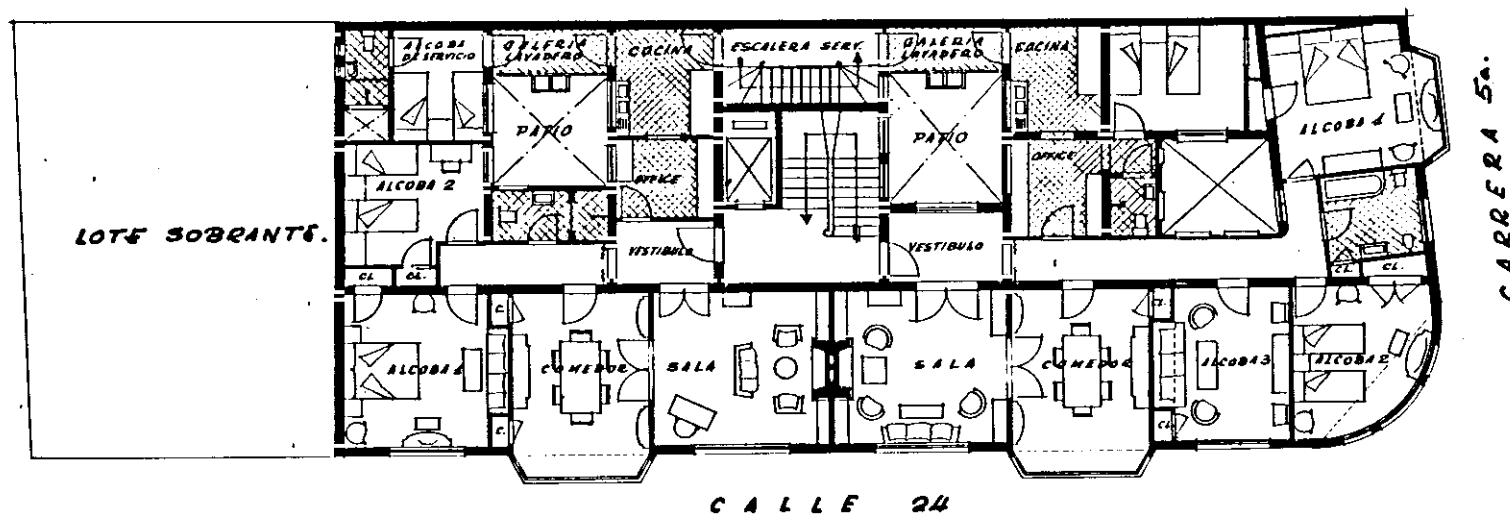 ALCOBA
DE SERVICIO
GALERIA
LAVADERO
COCINA
ESCALERA SERV.
GALERIA
LAVADERO
COCINA
ALCOBA 1
CARRERA 5a.
PATIO
PATIO
OFFICE
OFFICE
ALCOBA 2
LOTE SOBRANTE.
VESTIBULO
VESTIBULO
CL.
CL.
CL.
CL.
C.
CL.
ALCOBA 1
COMEDOR
SALA
SALA
COMEDOR
ALCOBA 3
ALCOBA 2
C.
CL.
CALLE 24